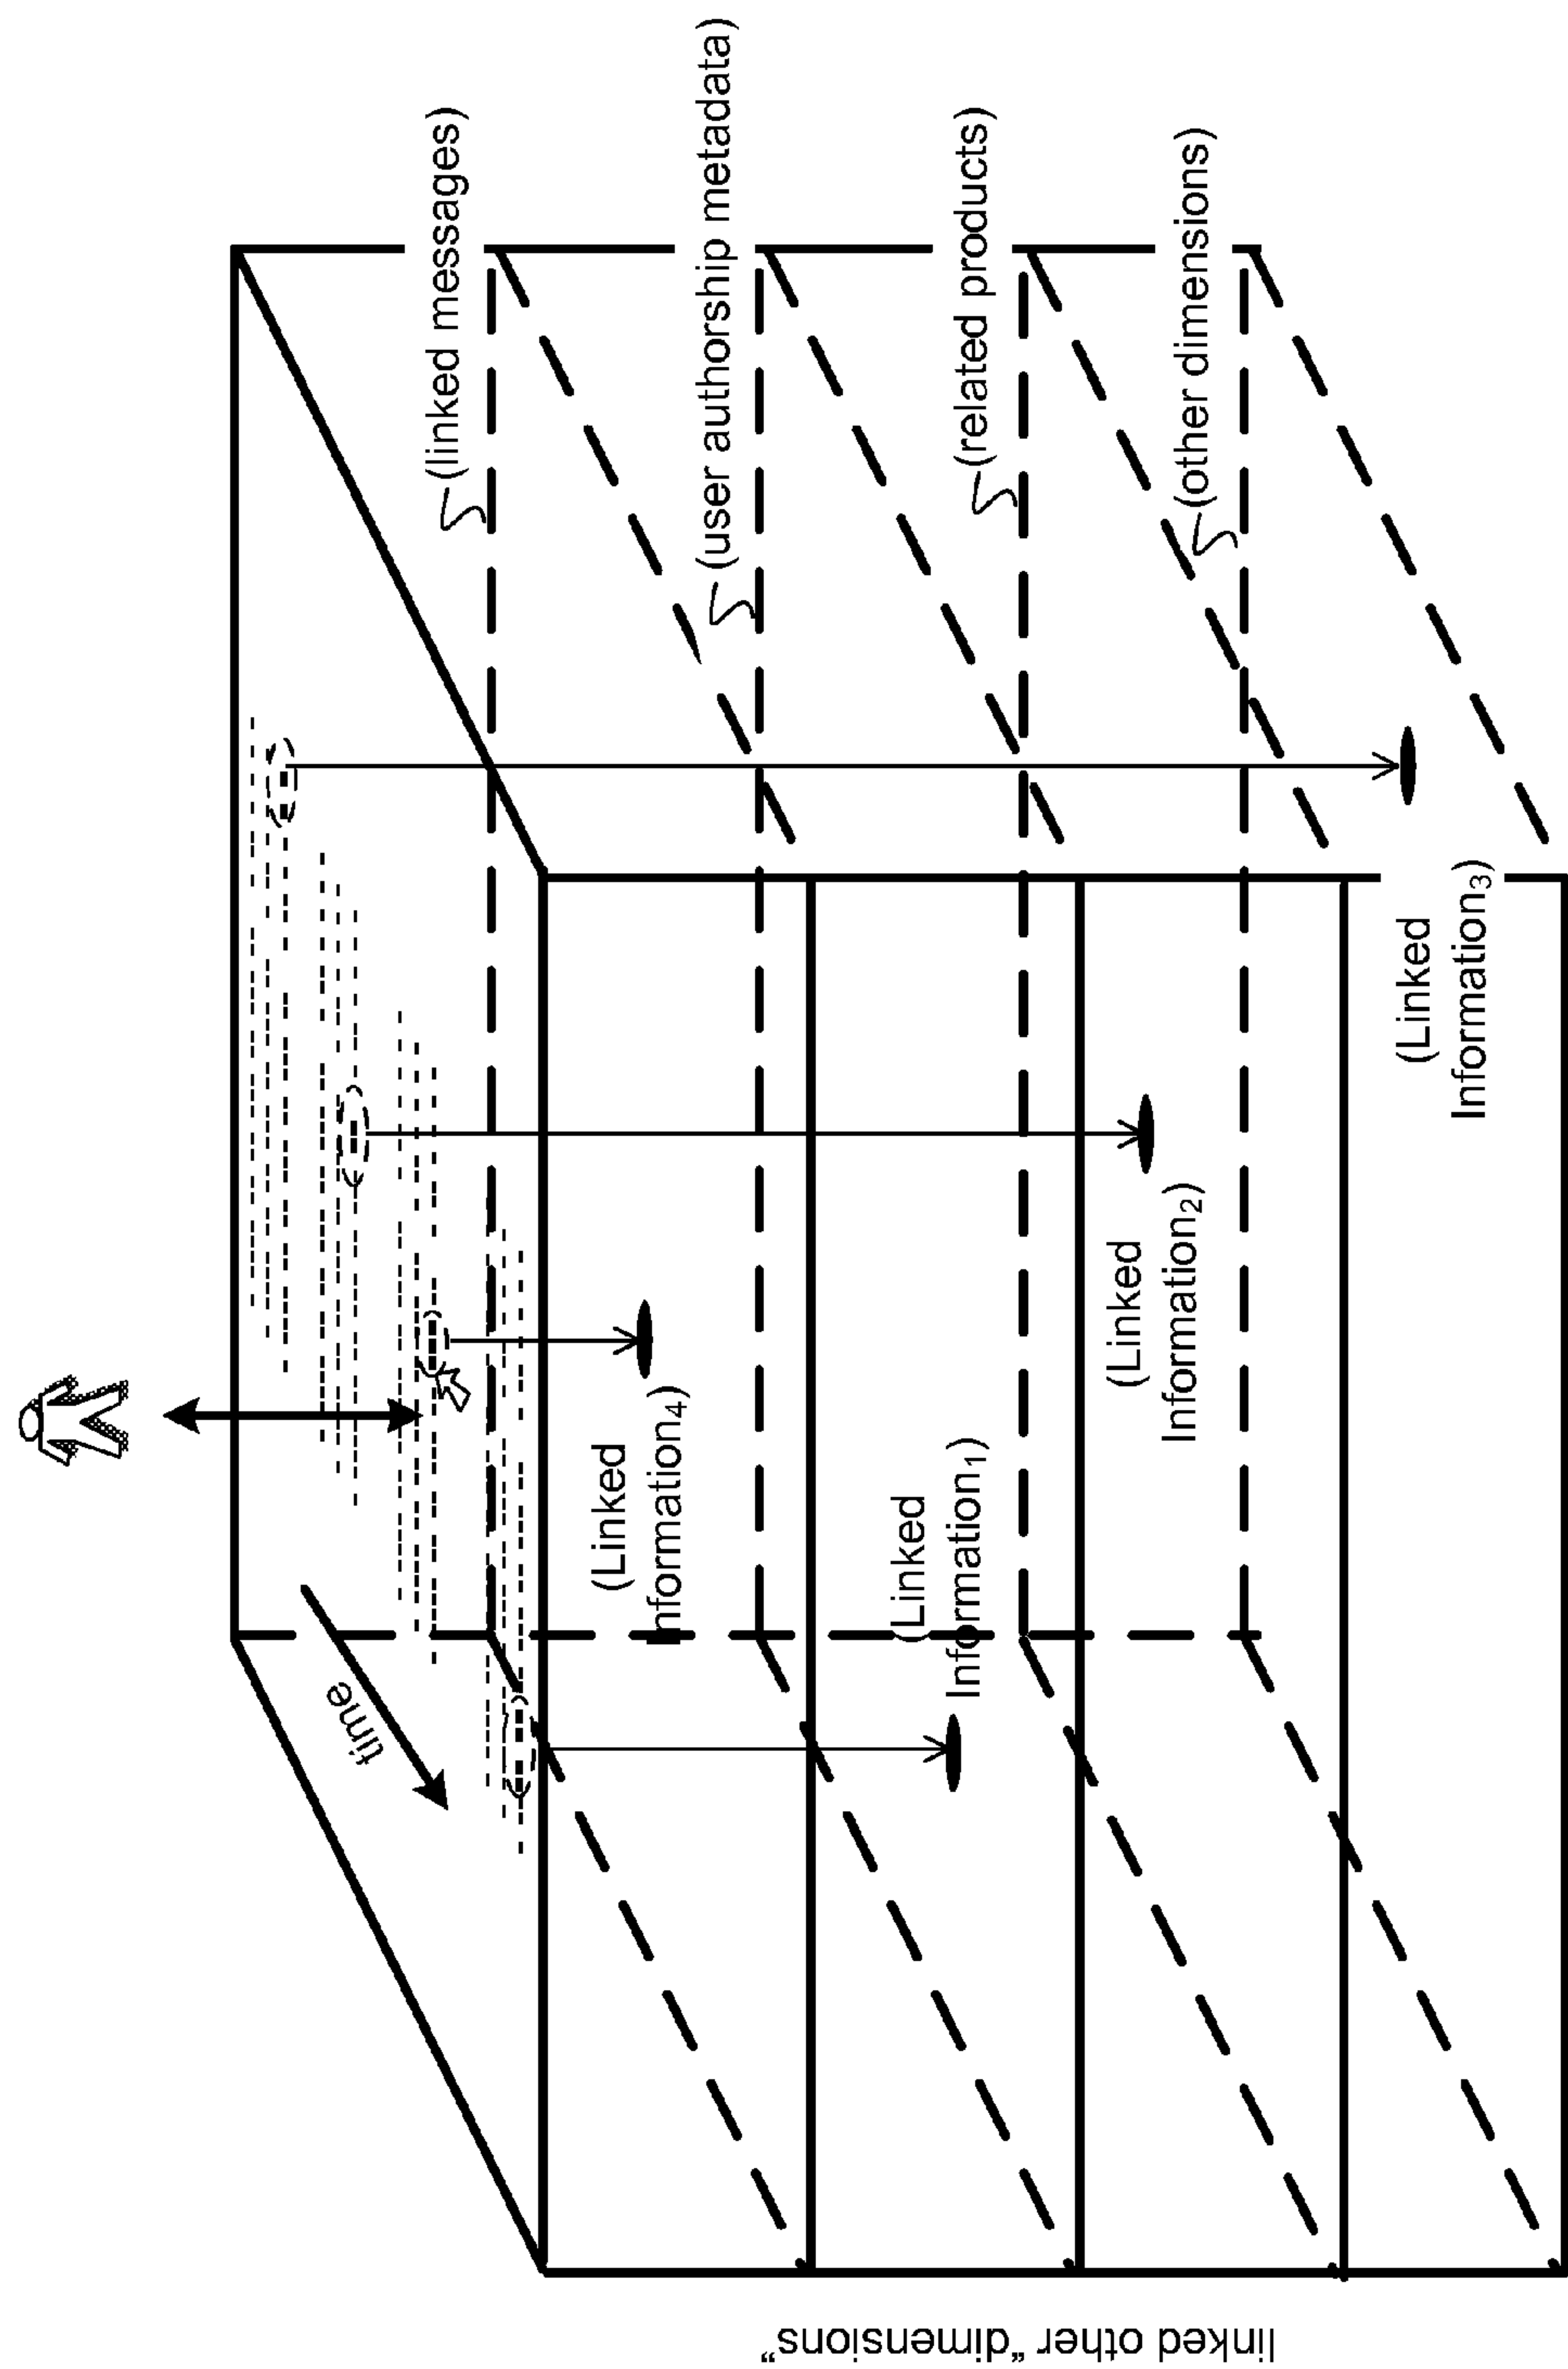 (linked messages)
(user authorship metadata)
(related products)
(other dimensions)
time
(Linked
Information₄)
(Linked
Information₁)
(Linked
Information₂)
(Linked
Information₃)
linked other “dimensions”